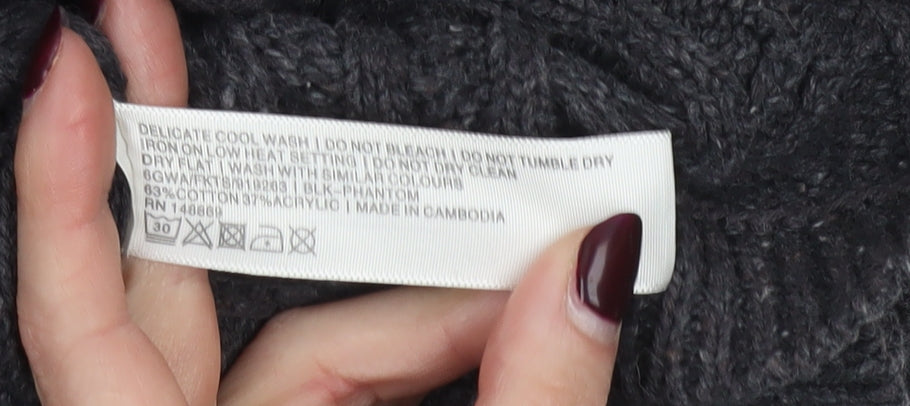 DELICATE COOL WASH | DO NOT BLEACH | DO NOT TUMBLE DRY
IRON ON LOW HEAT SETTING | DO NOT DRY CLEAN
DRY FLAT | WASH WITH SIMILAR COLOURS
6GWA/FKTS/019263 | BLK-PHANTOM
63%COTTON 37%ACRYLIC | MADE IN CAMBODIA
RN 146669
30